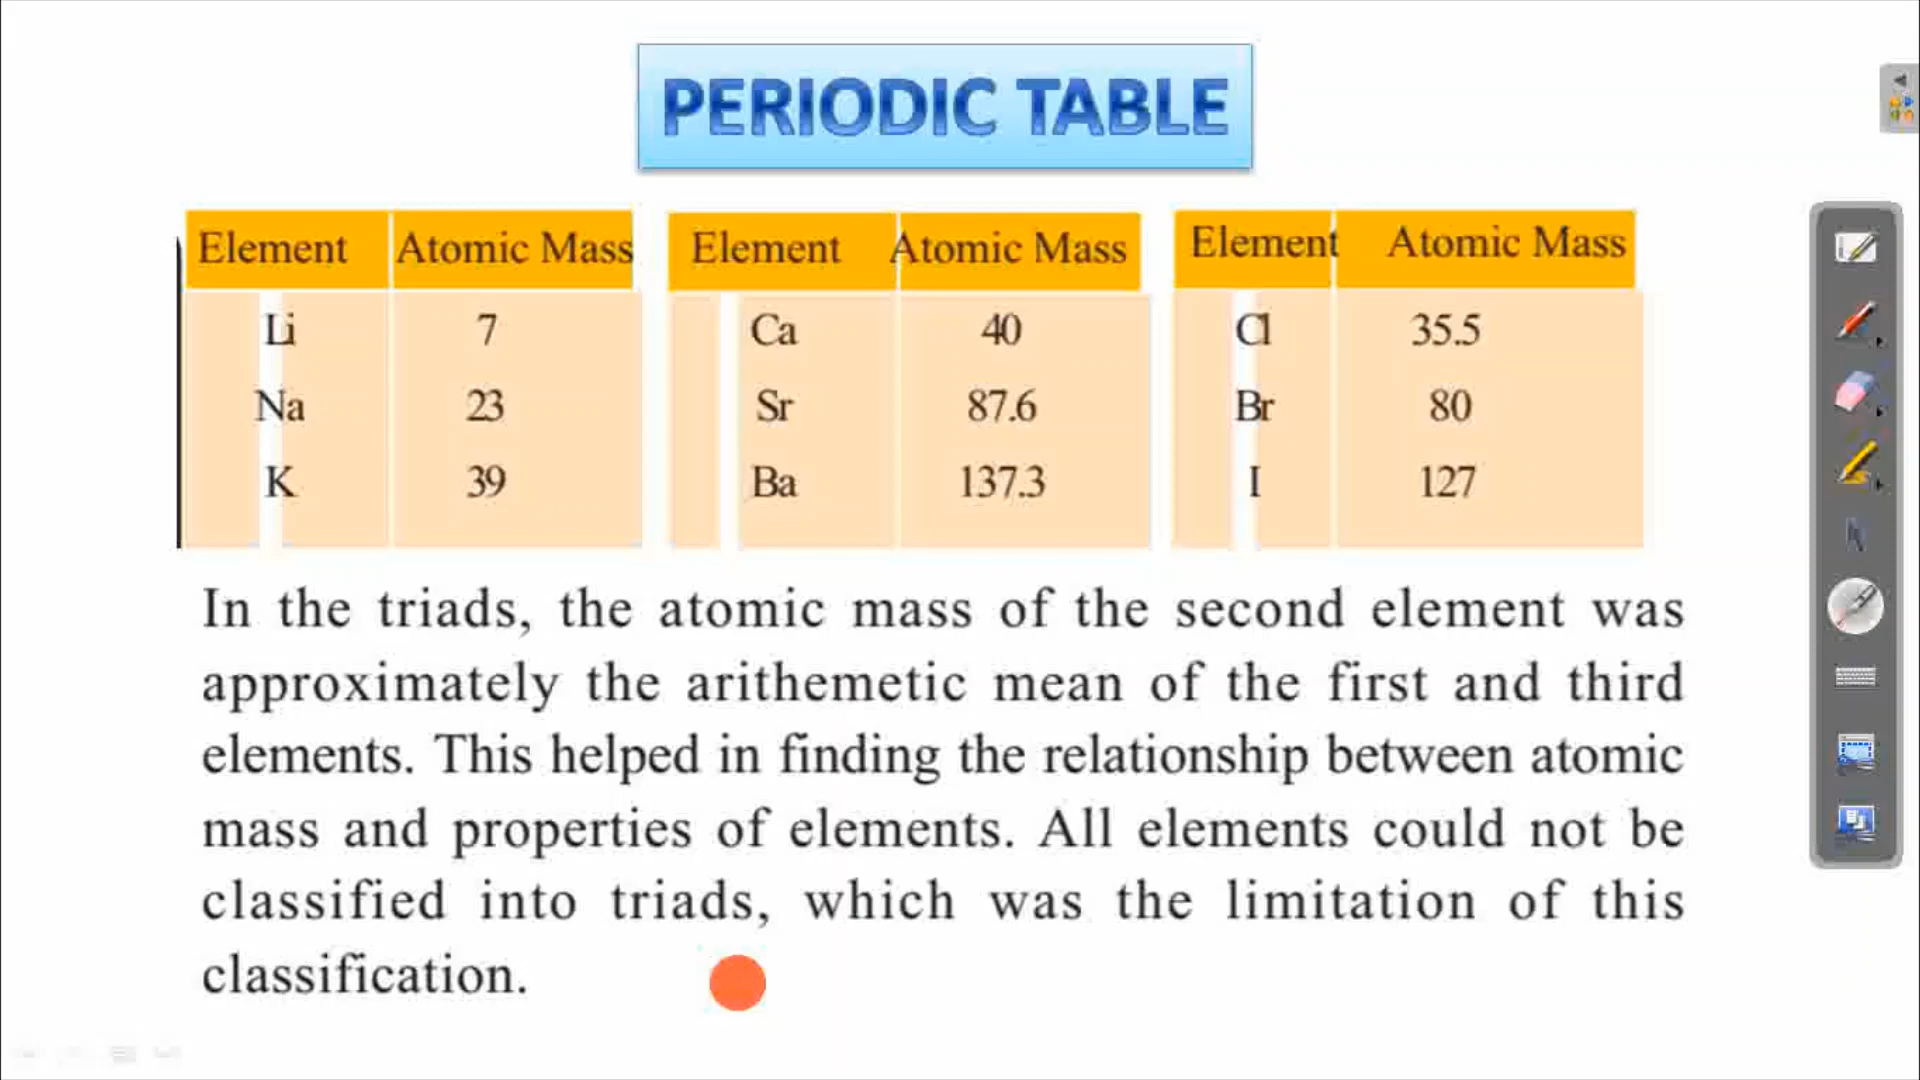 PERIODIC TABLE
Element Atomic Mass Element Atomic Mass Element Atomic Mass
Li 7 Ca 40 Cl 35.5
Na 23 Sr 87.6 Br 80
K 39 Ba 137.3 I 127
In the triads, the atomic mass of the second element was
approximately the arithemetic mean of the first and third
elements. This helped in finding the relationship between atomic
mass and properties of elements. All elements could not be
classified into triads, which was the limitation of this
classification.